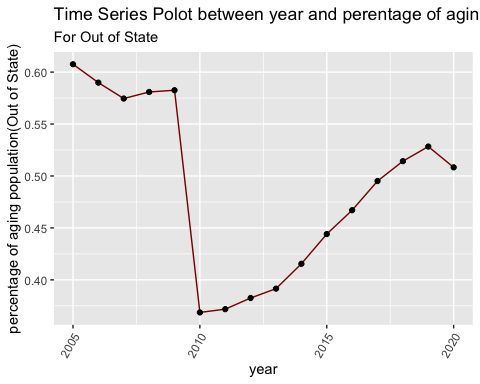 Time Series Polot between year and perentage of agin
For Out of State
percentage of aging population(Out of State)
0.60
0.55
0.50
0.45
0.40
2005
2010
2015
2020
year